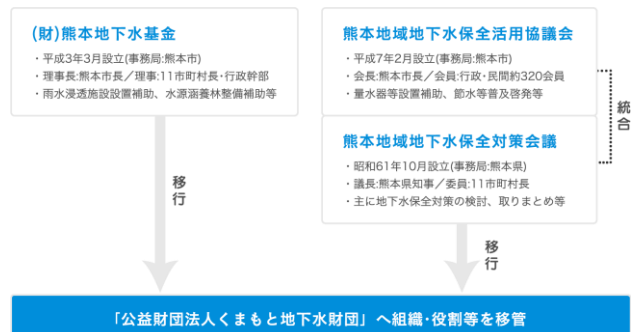 (財)熊本地下水基金
・平成3年3月設立(事務局:熊本市)
・理事長:熊本市長／理事:11市町村長・行政幹部
・雨水浸透施設設置補助、水源涵養林整備補助等
熊本地域地下水保全活用協議会
・平成7年2月設立(事務局:熊本市)
・会長:熊本市長／会員:行政・民間約320会員
・量水器等設置補助、節水等普及啓発等
熊本地域地下水保全対策会議
・昭和61年10月設立(事務局:熊本県)
・議長:熊本県知事／委員:11市町村長
・主に地下水保全対策の検討、取りまとめ等
統合
移行
移行
「公益財団法人くまもと地下水財団」へ組織・役割等を移管